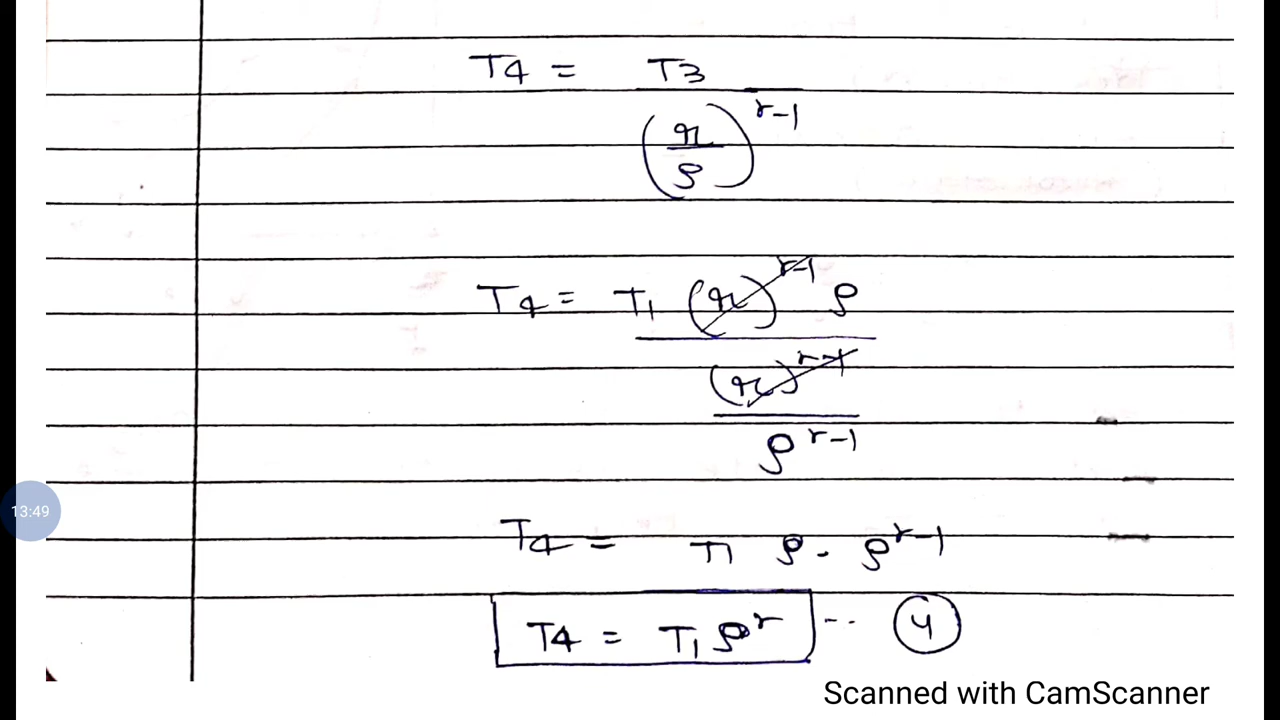 T4 = T3
(r/ρ)^γ-1
T4 = T1 (r)^γ-1 ρ
(r)^γ-1
ρ^γ-1
T4 = T1 ρ . ρ^γ-1
T4 = T1 ρ^γ -- 4
13:49
Scanned with CamScanner